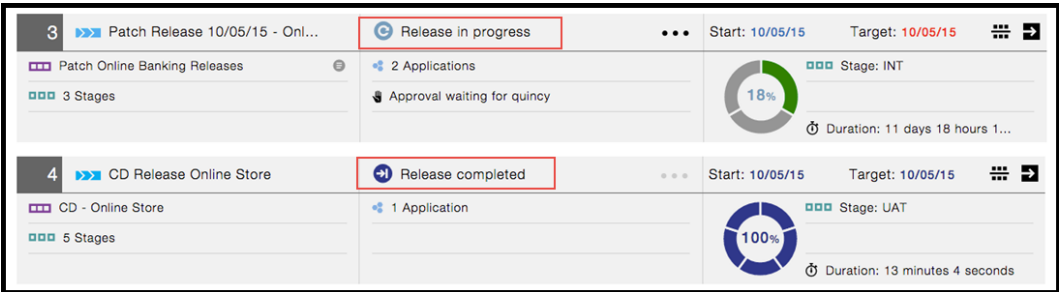 3 Patch Release 10/05/15 - Onl... Release in progress ... Start: 10/05/15 Target: 10/05/15
Patch Online Banking Releases 2 Applications Stage: INT
3 Stages Approval waiting for quincy 18%
Duration: 11 days 18 hours 1...
4 CD Release Online Store Release completed ... Start: 10/05/15 Target: 10/05/15
CD - Online Store 1 Application Stage: UAT
5 Stages 100%
Duration: 13 minutes 4 seconds